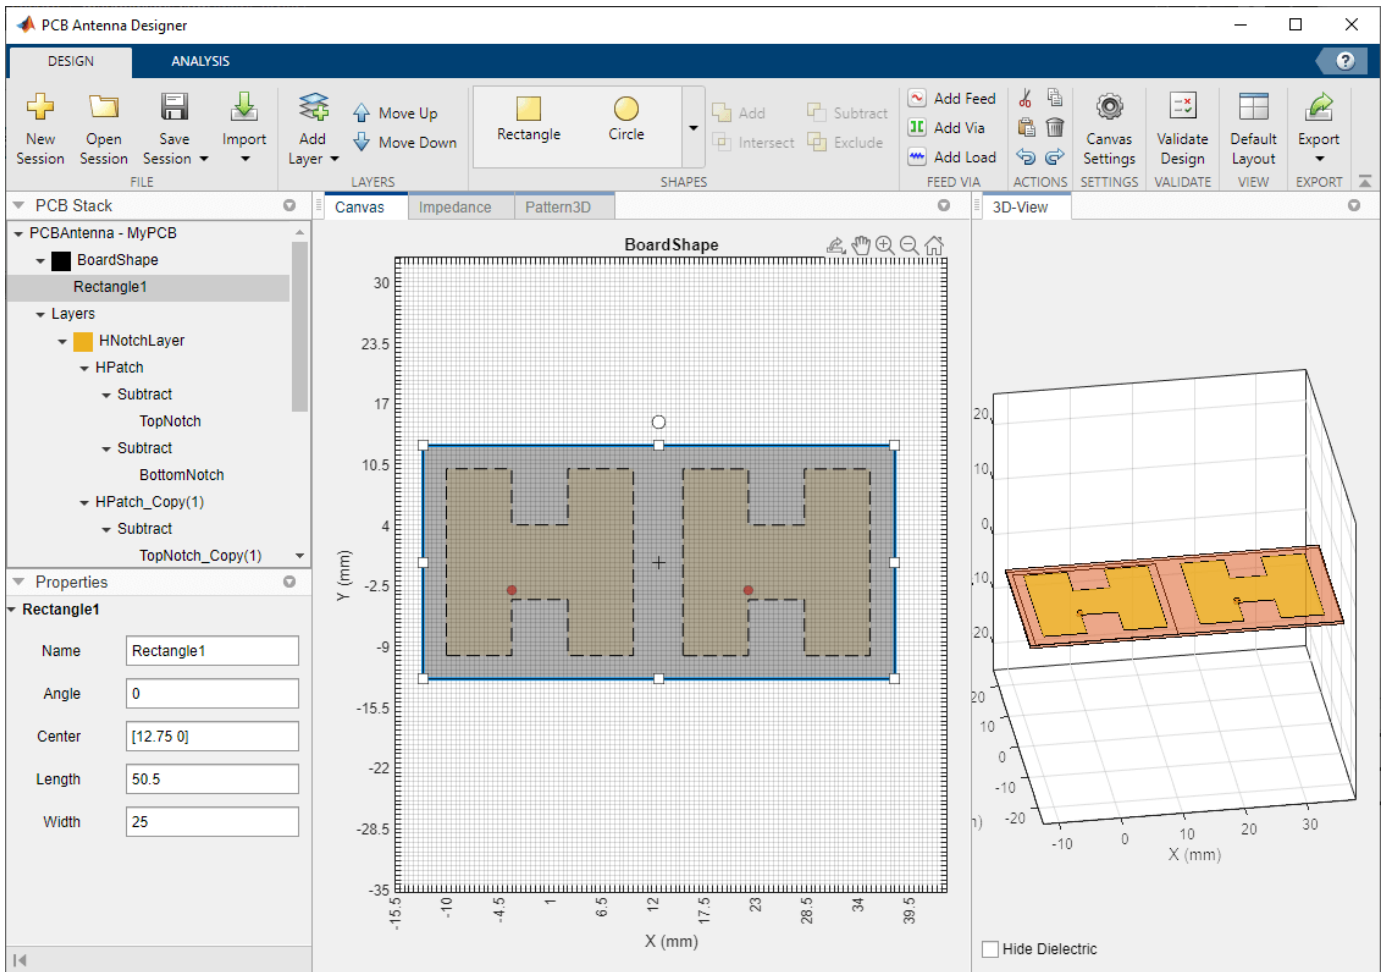 PCB Antenna Designer
DESIGN
ANALYSIS
New Session
Open Session
Save Session
Import
FILE
Add Layer
Move Up
Move Down
LAYERS
Rectangle
Circle
Add
Subtract
Intersect
Exclude
SHAPES
Add Feed
Add Via
Add Load
FEED VIA
ACTIONS
Canvas Settings
SETTINGS
Validate Design
VALIDATE
Default Layout
VIEW
Export
EXPORT
PCB Stack
PCBAntenna - MyPCB
BoardShape
Rectangle1
Layers
HNotchLayer
HPatch
Subtract
TopNotch
Subtract
BottomNotch
HPatch_Copy(1)
Subtract
TopNotch_Copy(1)
Properties
Rectangle1
Name
Rectangle1
Angle
0
Center
[12.75 0]
Length
50.5
Width
25
Canvas
Impedance
Pattern3D
BoardShape
30
23.5
17
10.5
4
-2.5
-9
-15.5
-22
-28.5
-35
Y (mm)
-15.5
-10
-4.5
1
6.5
12
17.5
23
28.5
34
39.5
X (mm)
3D-View
20
10
0
10
20
20
10
0
-10
-20
-10
0
10
20
30
X (mm)
Hide Dielectric